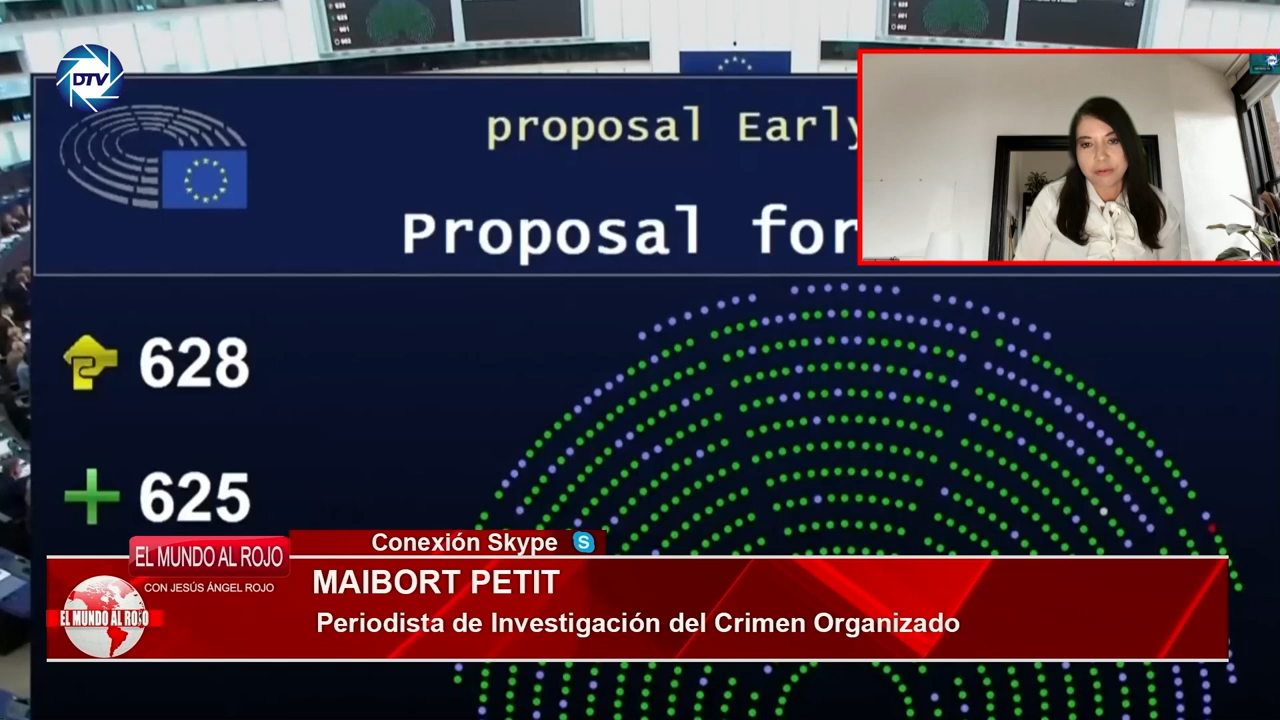 DTV
proposal Early
Proposal for
628
625
Conexión Skype
EL MUNDO AL ROJO
CON JESÚS ÁNGEL ROJO
MAIBORT PETIT
Periodista de Investigación del Crimen Organizado
EL MUNDO AL ROJO